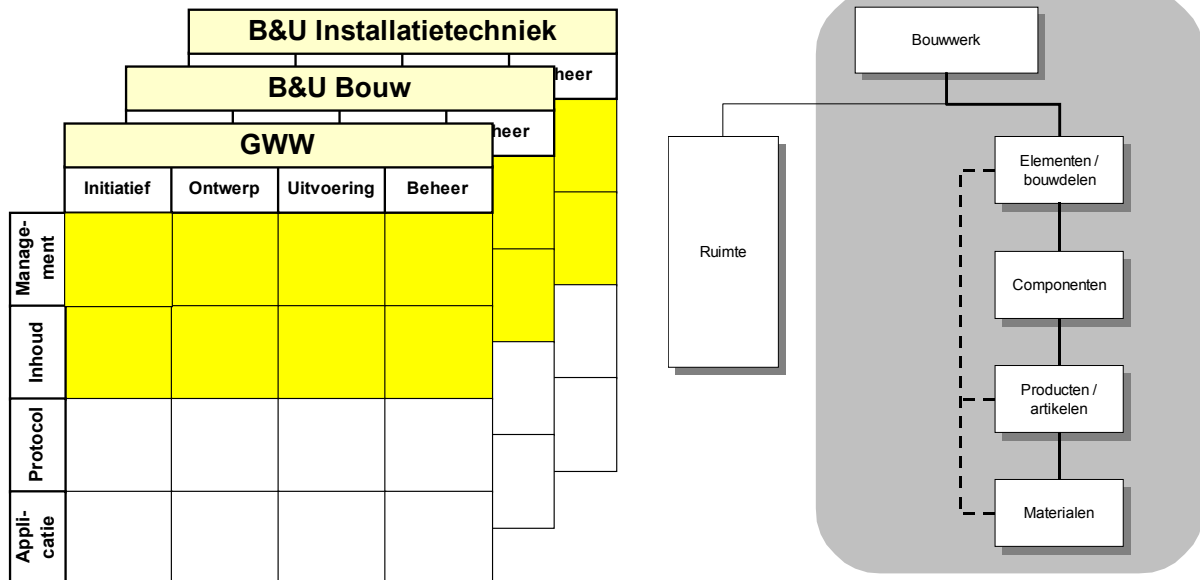 B&U Installatietechniek
heer
B&U Bouw
heer
GWW
Initiatief
Ontwerp
Uitvoering
Beheer
Manage-
ment
Inhoud
Protocol
Appli-
catie
Bouwwerk
Ruimte
Elementen /
bouwdelen
Componenten
Producten /
artikelen
Materialen